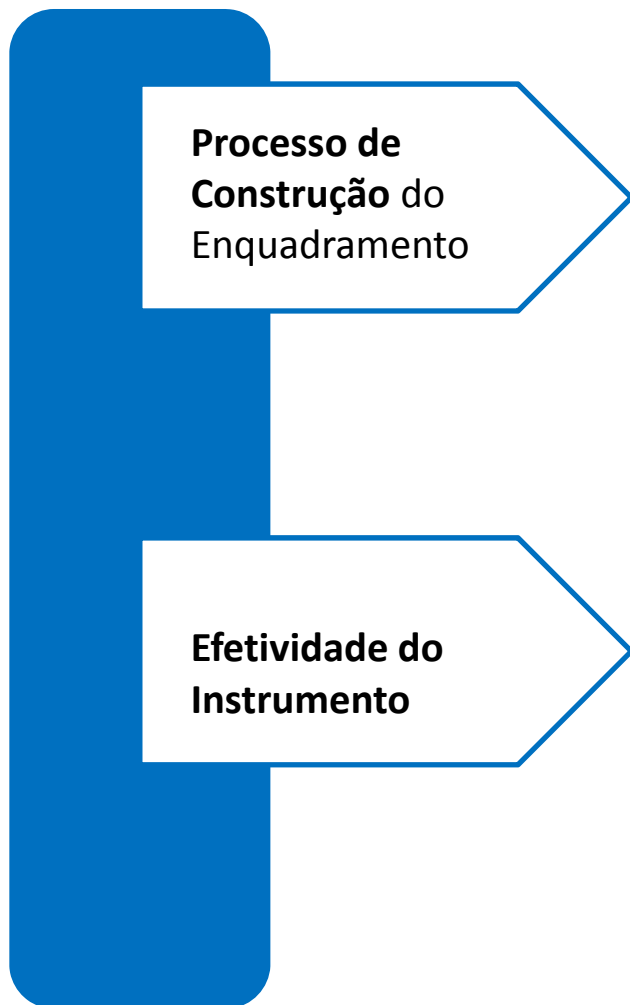 Processo de
Construção do
Enquadramento
Efetividade do
Instrumento